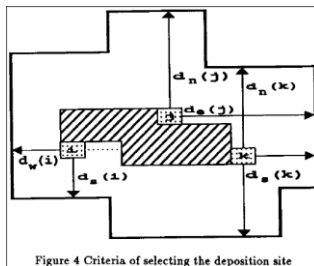 d_n(j)
d_n(k)
d_e(j)
j
i
k
d_w(i)
d_s(i)
d_s(k)
Figure 4 Criteria of selecting the deposition site